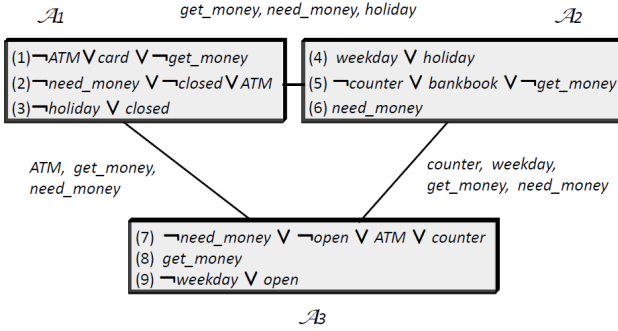 get_money, need_money, holiday
𝒜1
𝒜2
(1)¬ATM∨card ∨ ¬get_money
(2)¬need_money ∨ ¬closed∨ATM
(3)¬holiday ∨ closed
(4) weekday ∨ holiday
(5) ¬counter ∨ bankbook ∨ ¬get_money
(6) need_money
ATM, get_money,
need_money
counter, weekday,
get_money, need_money
(7) ¬need_money ∨ ¬open ∨ ATM ∨ counter
(8) get_money
(9) ¬weekday ∨ open
𝒜3